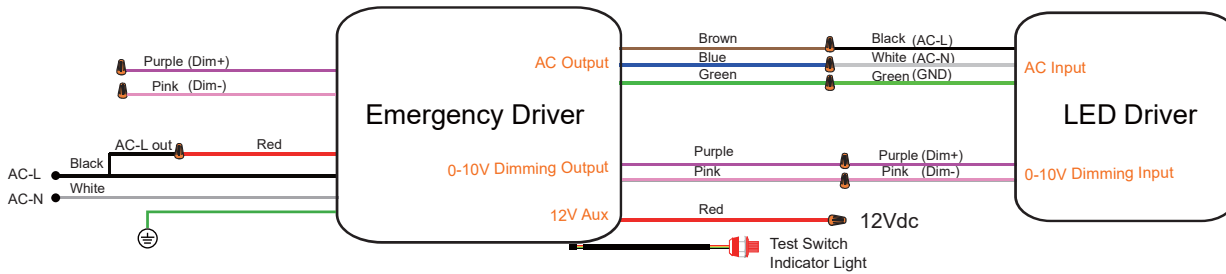 Purple (Dim+)
Pink (Dim-)
AC-L out
Red
Black
AC-L
White
AC-N
Emergency Driver
AC Output
0-10V Dimming Output
12V Aux
Brown
Black (AC-L)
Blue
White (AC-N)
Green
Green (GND)
Purple
Purple (Dim+)
Pink
Pink (Dim-)
Red
12Vdc
Test Switch
Indicator Light
AC Input
LED Driver
0-10V Dimming Input